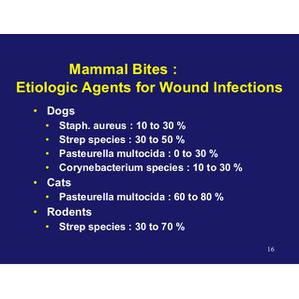 Mammal Bites :
Etiologic Agents for Wound Infections
• Dogs
• Staph. aureus : 10 to 30 %
• Strep species : 30 to 50 %
• Pasteurella multocida : 0 to 30 %
• Corynebacterium species : 10 to 30 %
• Cats
• Pasteurella multocida : 60 to 80 %
• Rodents
• Strep species : 30 to 70 %
16